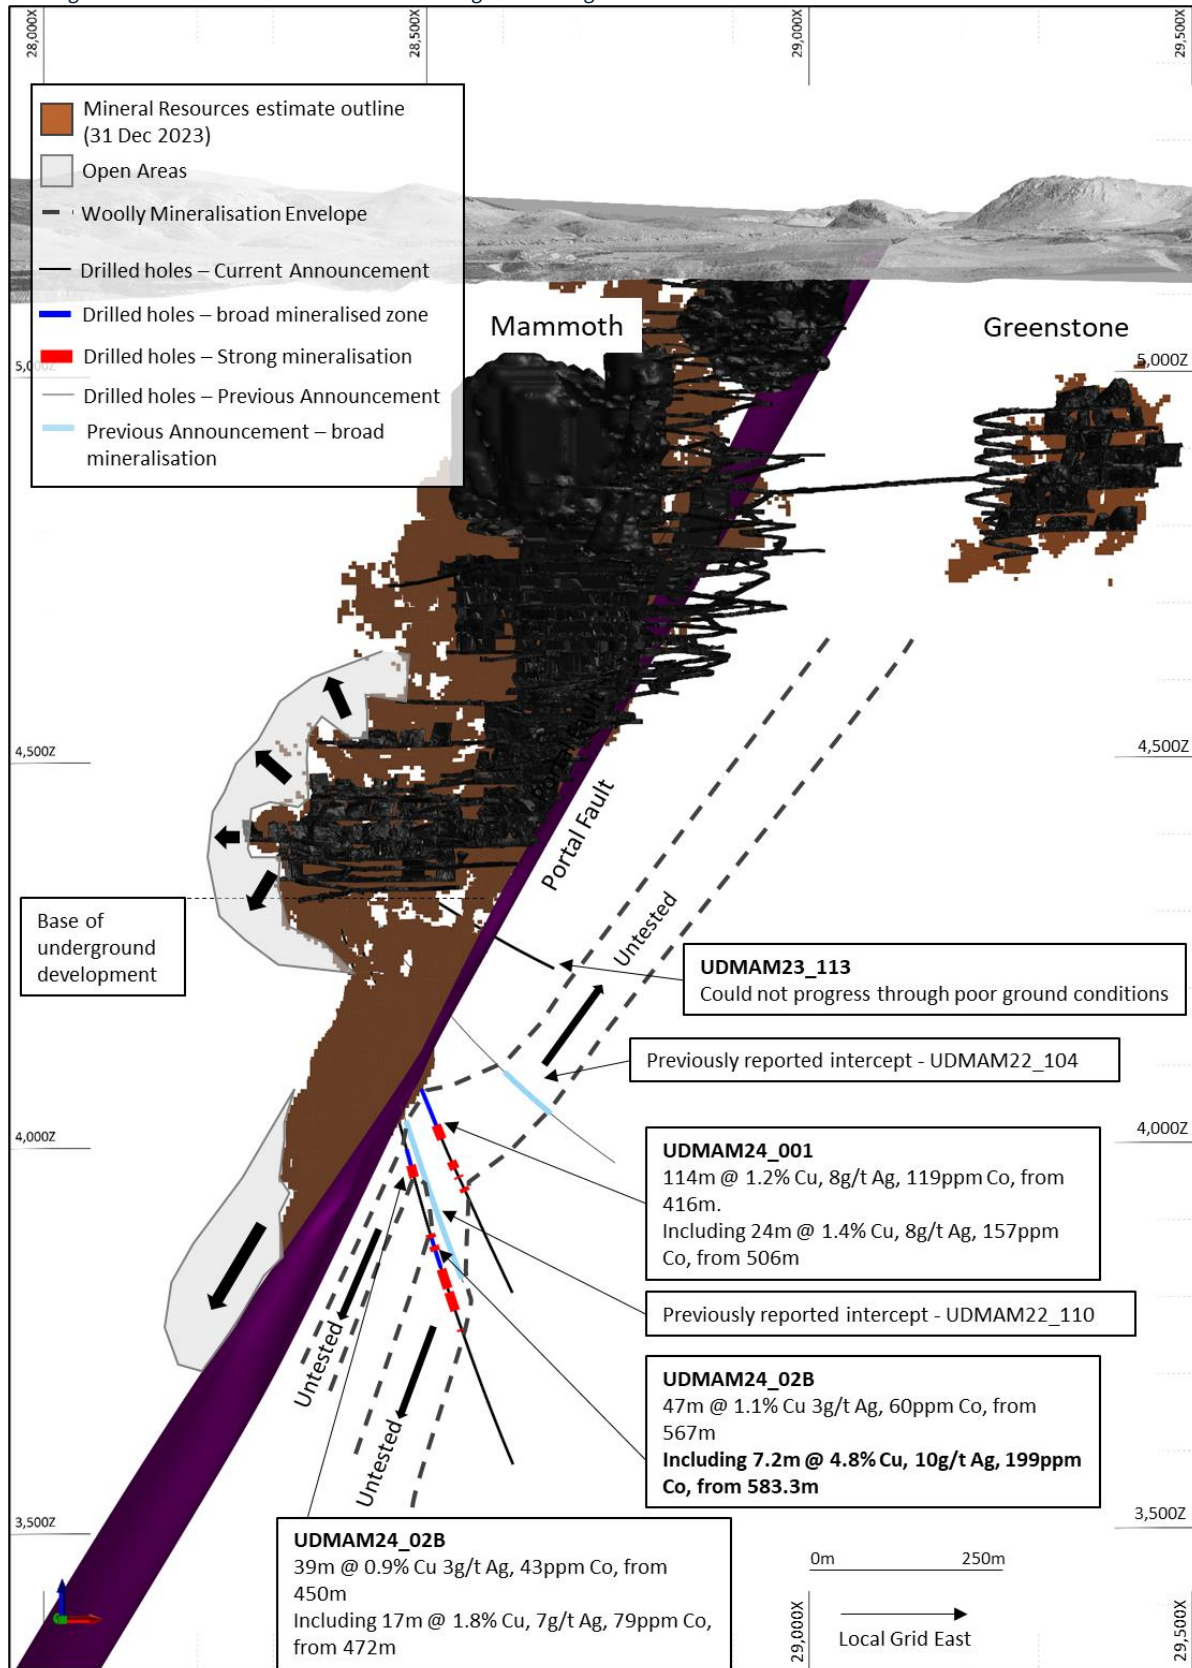 28,000X
28,500X
29,000X
29,500X
Mineral Resources estimate outline
(31 Dec 2023)
Open Areas
Woolly Mineralisation Envelope
Drilled holes – Current Announcement
Drilled holes – broad mineralised zone
Drilled holes – Strong mineralisation
Drilled holes – Previous Announcement
Previous Announcement – broad
mineralisation
Mammoth
Greenstone
5,000Z
5,000Z
4,500Z
4,500Z
Portal Fault
Portal Fault
Base of
underground
development
Untested
UDMAM23_113
Could not progress through poor ground conditions
Previously reported intercept - UDMAM22_104
4,000Z
4,000Z
UDMAM24_001
114m @ 1.2% Cu, 8g/t Ag, 119ppm Co, from
416m.
Including 24m @ 1.4% Cu, 8g/t Ag, 157ppm
Co, from 506m
Previously reported intercept - UDMAM22_110
Untested
Untested
UDMAM24_02B
47m @ 1.1% Cu 3g/t Ag, 60ppm Co, from
567m
Including 7.2m @ 4.8% Cu, 10g/t Ag, 199ppm
Co, from 583.3m
3,500Z
3,500Z
UDMAM24_02B
39m @ 0.9% Cu 3g/t Ag, 43ppm Co, from
450m
Including 17m @ 1.8% Cu, 7g/t Ag, 79ppm Co,
from 472m
0m 250m
Local Grid East
29,000X
29,500X